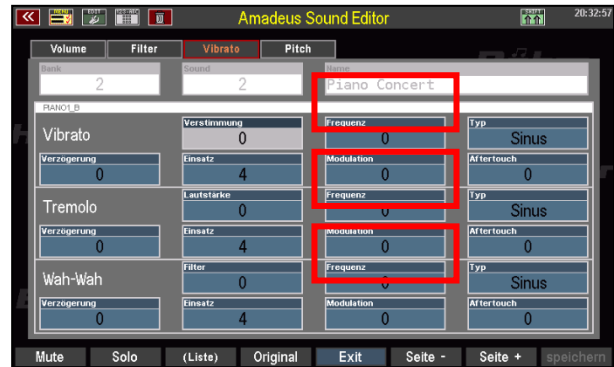 MENU EDIT
Amadeus Sound Editor
20:32:57
Volume Filter Vibrato Pitch
Bank Sound Name
2 2 Piano Concert
PIANO1_B
Vibrato
Verstimmung Frequenz Typ
0 0 Sinus
Verzögerung Einsatz Modulation Aftertouch
0 4 0 0
Tremolo
Lautstärke Frequenz Typ
0 0 Sinus
Verzögerung Einsatz Modulation Aftertouch
0 4 0 0
Wah-Wah
Filter Frequenz Typ
0 0 Sinus
Verzögerung Einsatz Modulation Aftertouch
0 4 0 0
Mute Solo (Liste) Original Exit Seite - Seite + speichern